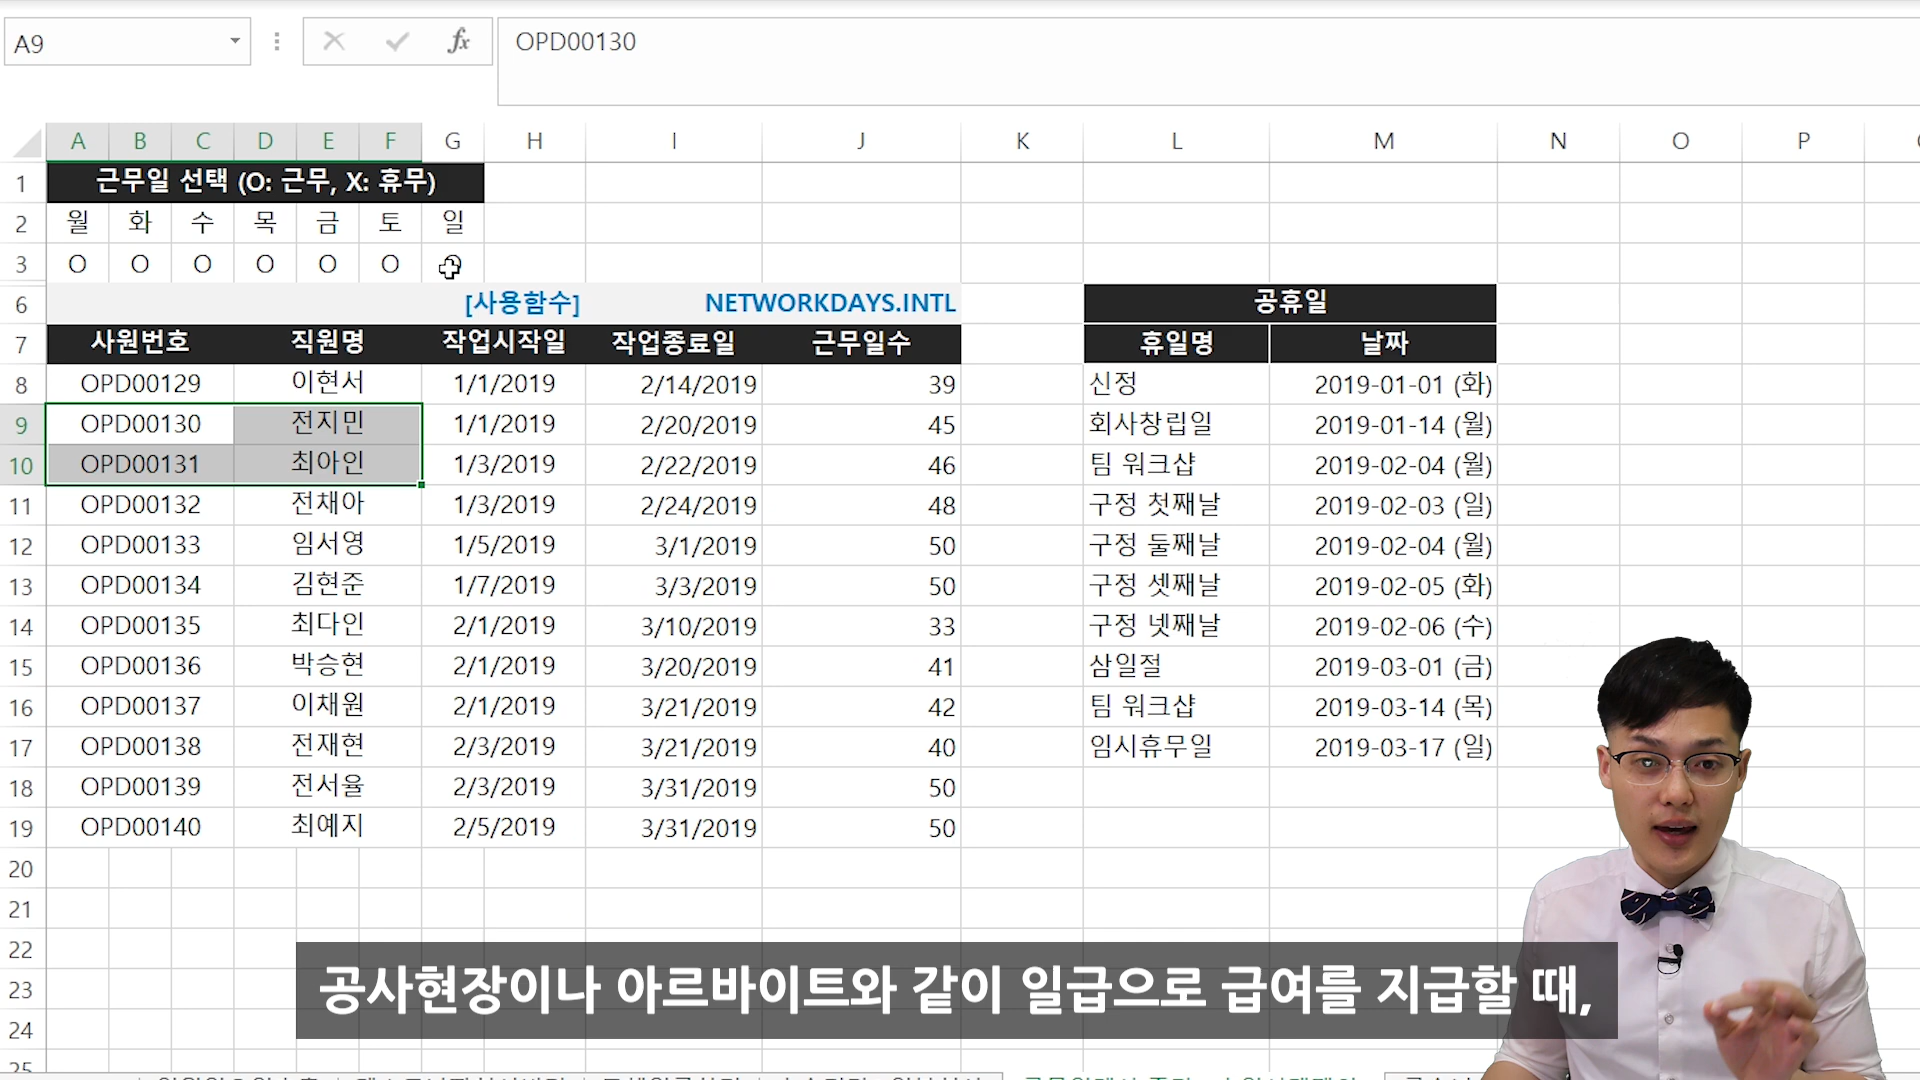 A9
fx
OPD00130
A B C D E F G H I J K L M N O P
1 근무일 선택 (O: 근무, X: 휴무)
2 월 화 수 목 금 토 일
3 O O O O O O
6 [사용함수] NETWORKDAYS.INTL 공휴일
7 사원번호 직원명 작업시작일 작업종료일 근무일수 휴일명 날짜
8 OPD00129 이현서 1/1/2019 2/14/2019 39 신정 2019-01-01 (화)
9 OPD00130 전지민 1/1/2019 2/20/2019 45 회사창립일 2019-01-14 (월)
10 OPD00131 최아인 1/3/2019 2/22/2019 46 팀 워크샵 2019-02-04 (월)
11 OPD00132 전채아 1/3/2019 2/24/2019 48 구정 첫째날 2019-02-03 (일)
12 OPD00133 임서영 1/5/2019 3/1/2019 50 구정 둘째날 2019-02-04 (월)
13 OPD00134 김현준 1/7/2019 3/3/2019 50 구정 셋째날 2019-02-05 (화)
14 OPD00135 최다인 2/1/2019 3/10/2019 33 구정 넷째날 2019-02-06 (수)
15 OPD00136 박승현 2/1/2019 3/20/2019 41 삼일절 2019-03-01 (금)
16 OPD00137 이채원 2/1/2019 3/21/2019 42 팀 워크샵 2019-03-14 (목)
17 OPD00138 전재현 2/3/2019 3/21/2019 40 임시휴무일 2019-03-17 (일)
18 OPD00139 전서율 2/3/2019 3/31/2019 50
19 OPD00140 최예지 2/5/2019 3/31/2019 50
20
21
22
23
24
25
공사현장이나 아르바이트와 같이 일급으로 급여를 지급할 때,